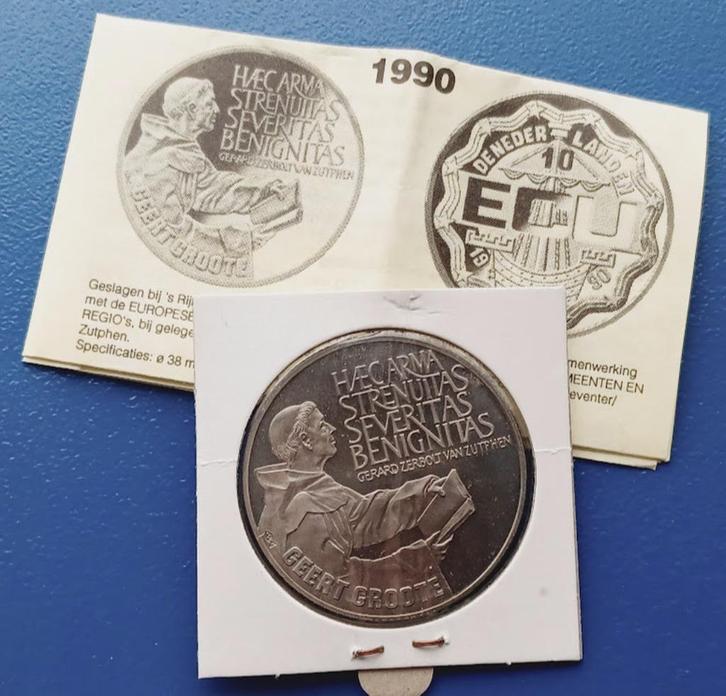 1990
HÆC ARMA
STRENUITAS
SEVERITAS
BENIGNITAS
GERARD ZERBOLT VAN ZUTPHEN
GEERT GROOTE
DE NEDERLANDEN
10
ECU
19 90
Geslagen bij 's Rij
met de EUROPESE
REGIO's, bij gelege
Zutphen.
Specificaties: ø 38 m
menwerking
MEENTEN EN
eventer/
HÆC ARMA
STRENUITAS
SEVERITAS
BENIGNITAS
GERARD ZERBOLT VAN ZUTPHEN
GEERT GROOTE